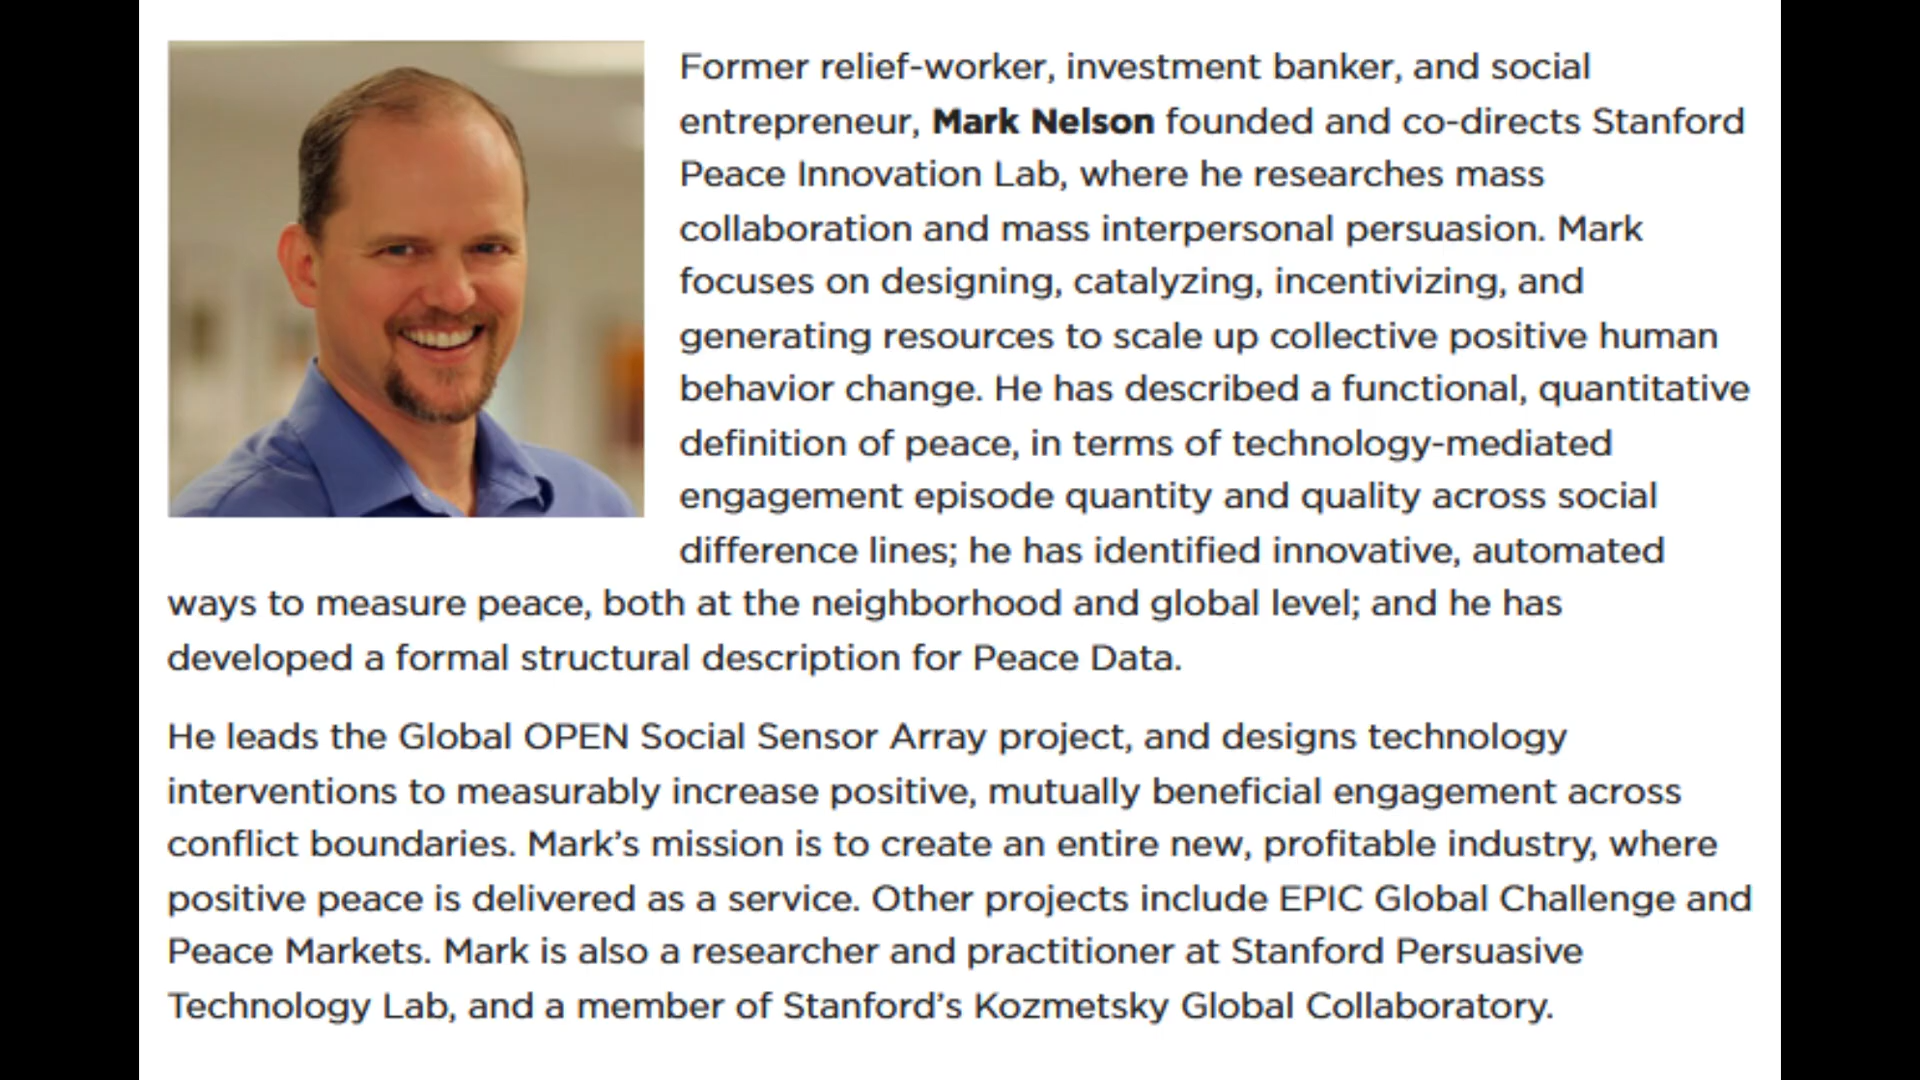 Former relief-worker, investment banker, and social
entrepreneur, Mark Nelson founded and co-directs Stanford
Peace Innovation Lab, where he researches mass
collaboration and mass interpersonal persuasion. Mark
focuses on designing, catalyzing, incentivizing, and
generating resources to scale up collective positive human
behavior change. He has described a functional, quantitative
definition of peace, in terms of technology-mediated
engagement episode quantity and quality across social
difference lines; he has identified innovative, automated
ways to measure peace, both at the neighborhood and global level; and he has
developed a formal structural description for Peace Data.
He leads the Global OPEN Social Sensor Array project, and designs technology
interventions to measurably increase positive, mutually beneficial engagement across
conflict boundaries. Mark’s mission is to create an entire new, profitable industry, where
positive peace is delivered as a service. Other projects include EPIC Global Challenge and
Peace Markets. Mark is also a researcher and practitioner at Stanford Persuasive
Technology Lab, and a member of Stanford’s Kozmetsky Global Collaboratory.